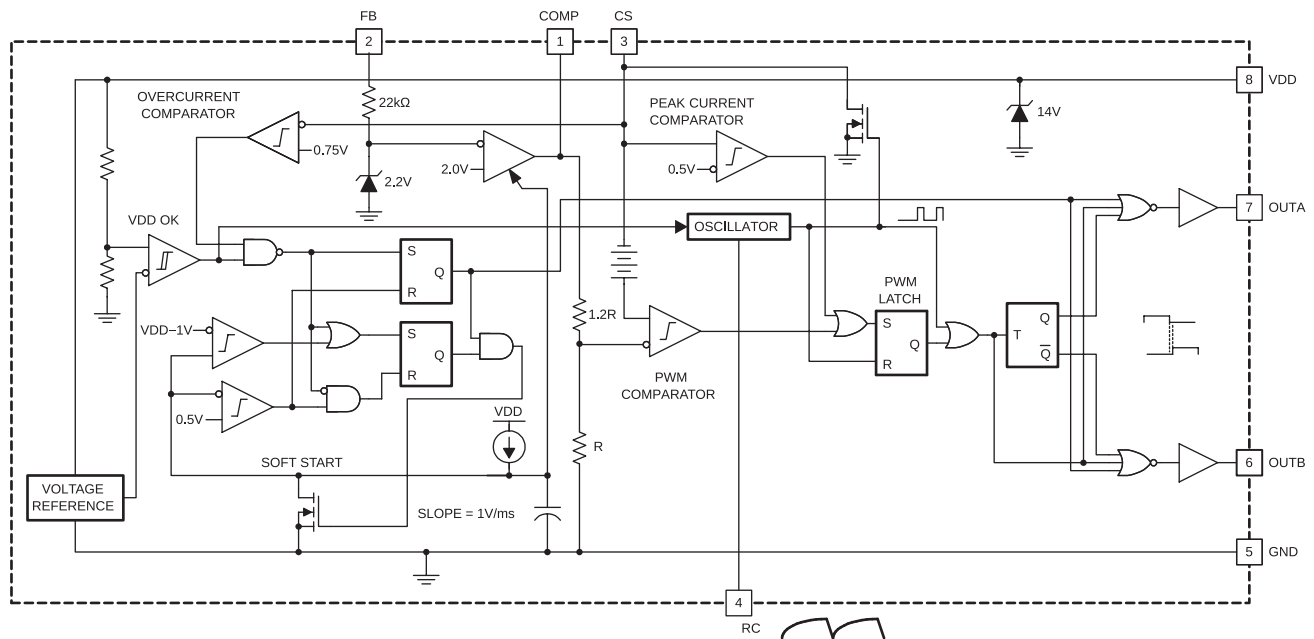 FB
COMP
CS
2
1
3
8
VDD
OVERCURRENT
COMPARATOR
22kΩ
PEAK CURRENT
COMPARATOR
14V
0.75V
2.0V
0.5V
2.2V
VDD OK
OSCILLATOR
7
OUTA
S
Q
R
PWM
LATCH
1.2R
VDD–1V
S
Q
R
S
Q
R
T
Q
Q
PWM
COMPARATOR
0.5V
VDD
R
SOFT START
6
OUTB
VOLTAGE
REFERENCE
SLOPE = 1V/ms
5
GND
4
RC